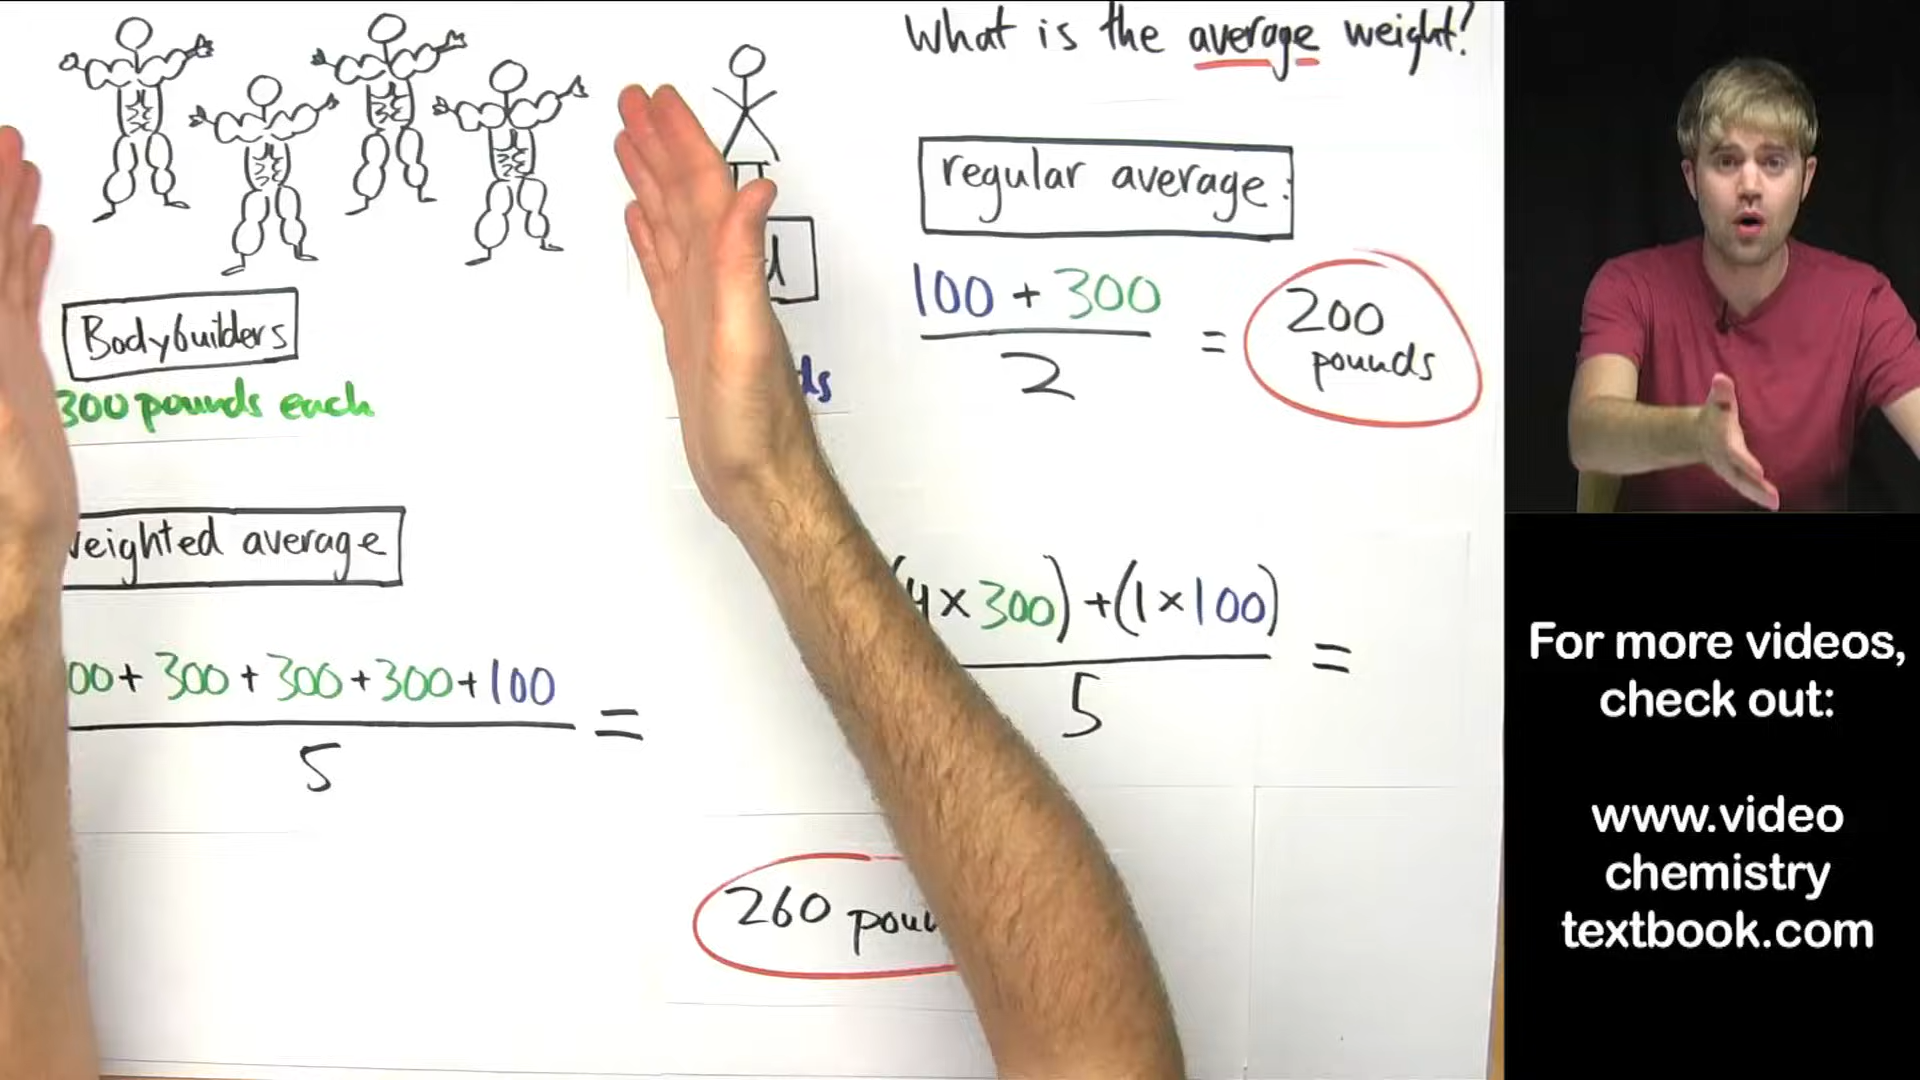 What is the average weight?
regular average:
100 + 300
2
=
200
pounds
Bodybuilders
300 pounds each
average
+ 300 + 300 + 300 + 100
5
=
(4 × 300) + (1 × 100)
5
=
260
For more videos,
check out:
www.video
chemistry
textbook.com